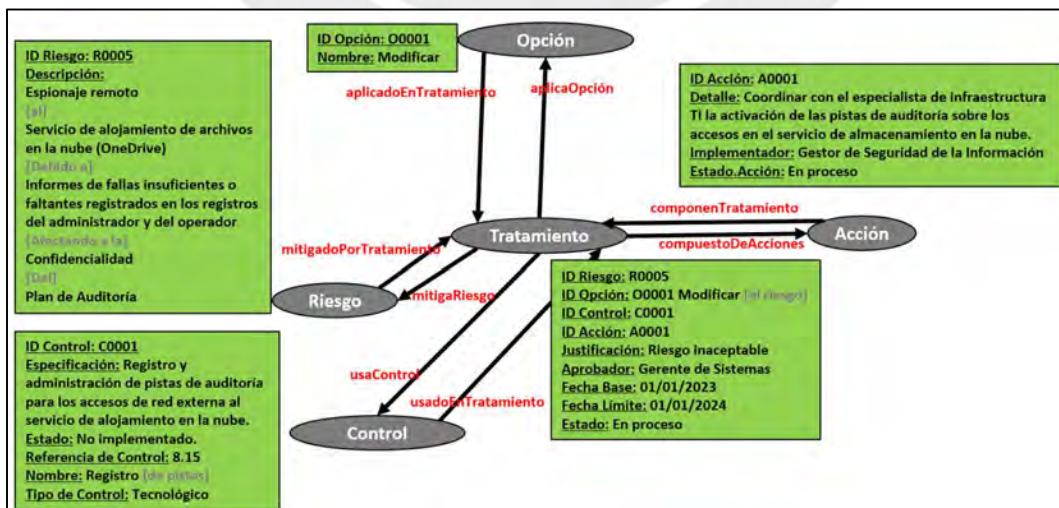 ID Riesgo: R0005
Descripción:
Espionaje remoto
[al]
Servicio de alojamiento de archivos
en la nube (OneDrive)
[Debido a]
Informes de fallas insuficientes o
faltantes registrados en los registros
del administrador y del operador
[Afectando a la]
Confidencialidad
[Del]
Plan de Auditoría
ID Opción: O0001
Nombre: Modificar
Opción
aplicadoEnTratamiento
aplicaOpción
ID Acción: A0001
Detalle: Coordinar con el especialista de Infraestructura
TI la activación de las pistas de auditoría sobre los
accesos en el servicio de almacenamiento en la nube.
Implementador: Gestor de Seguridad de la Información
Estado.Acción: En proceso
componenTratamiento
Tratamiento
Acción
compuestoDeAcciones
mitigadoPorTratamiento
Riesgo
mitigaRiesgo
ID Riesgo: R0005
ID Opción: O0001 Modificar [el riesgo]
ID Control: C0001
ID Acción: A0001
Justificación: Riesgo inaceptable
Aprobador: Gerente de Sistemas
Fecha Base: 01/01/2023
Fecha Límite: 01/01/2024
Estado: En proceso
ID Control: C0001
Especificación: Registro y
administración de pistas de auditoría
para los accesos de red externa al
servicio de alojamiento en la nube.
Estado: No implementado.
Referencia de Control: 8.15
Nombre: Registro [de pistas]
Tipo de Control: Tecnológico
usaControl
usadoEnTratamiento
Control